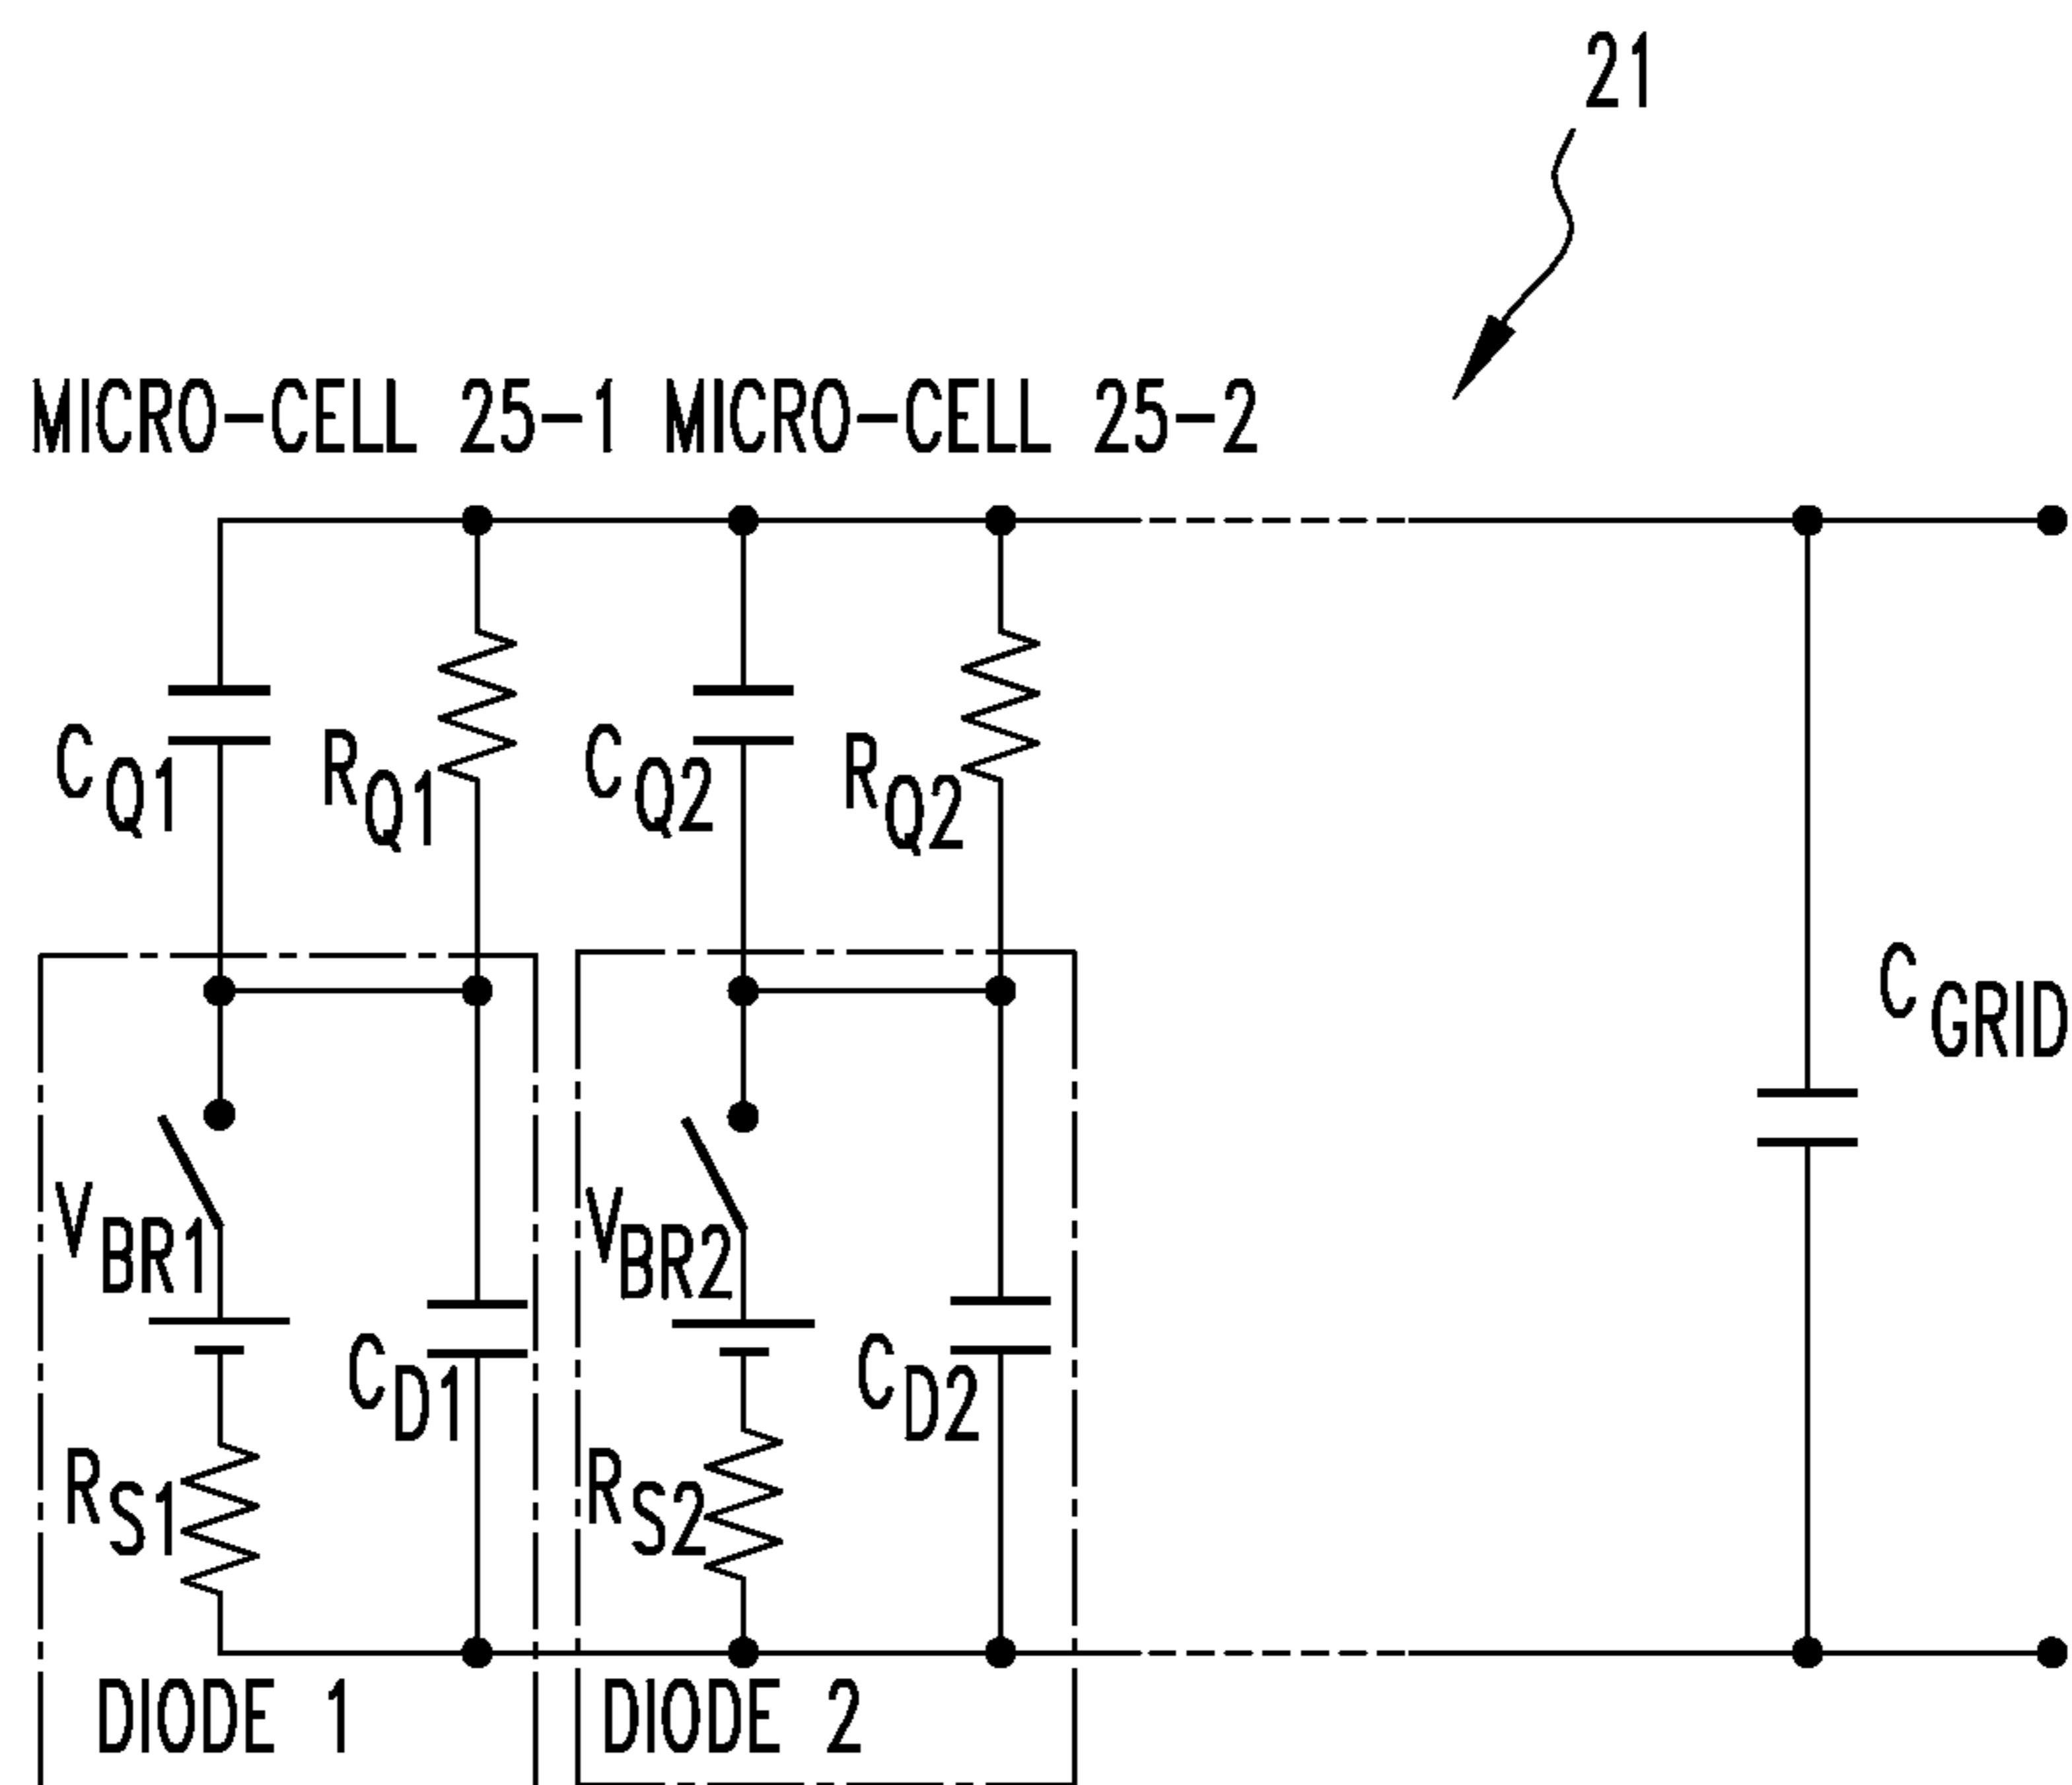 21
MICRO-CELL 25-1 MICRO-CELL 25-2
CQ1
RQ1
CQ2
RQ2
CGRID
VBR1
VBR2
CD1
CD2
RS1
RS2
DIODE 1
DIODE 2